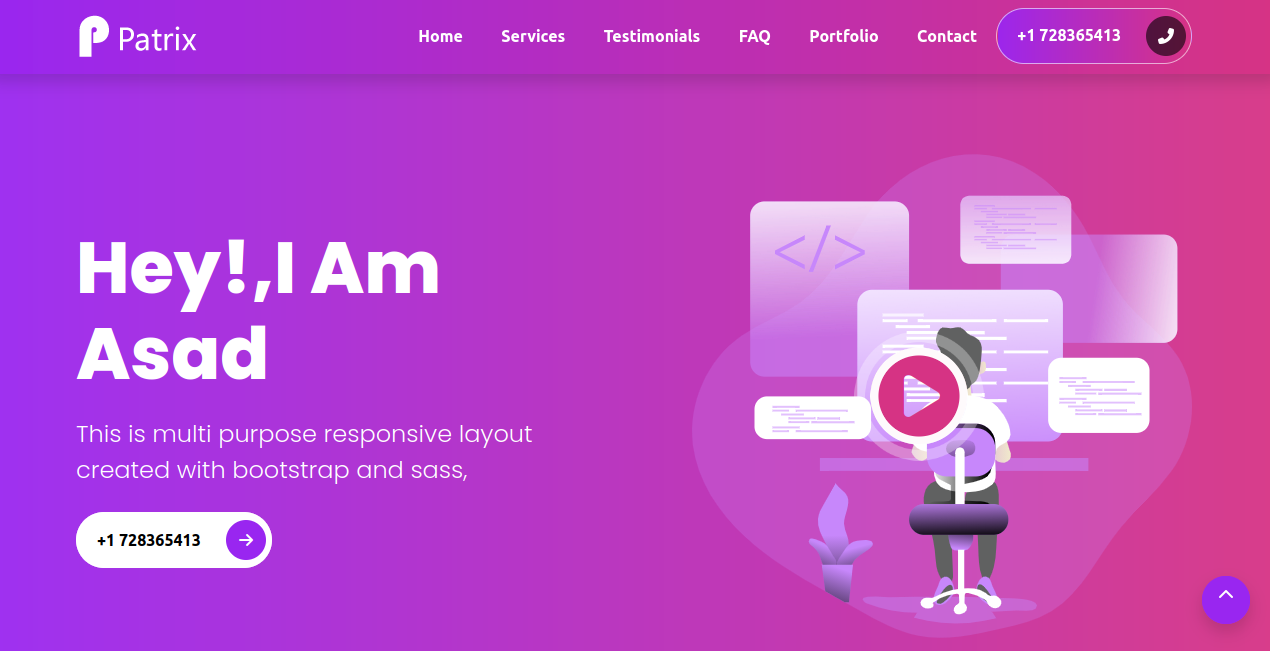 Patrix
Home Services Testimonials FAQ Portfolio Contact +1 728365413
Hey!,I Am
Asad
</>
This is multi purpose responsive layout
created with bootstrap and sass,
+1 728365413